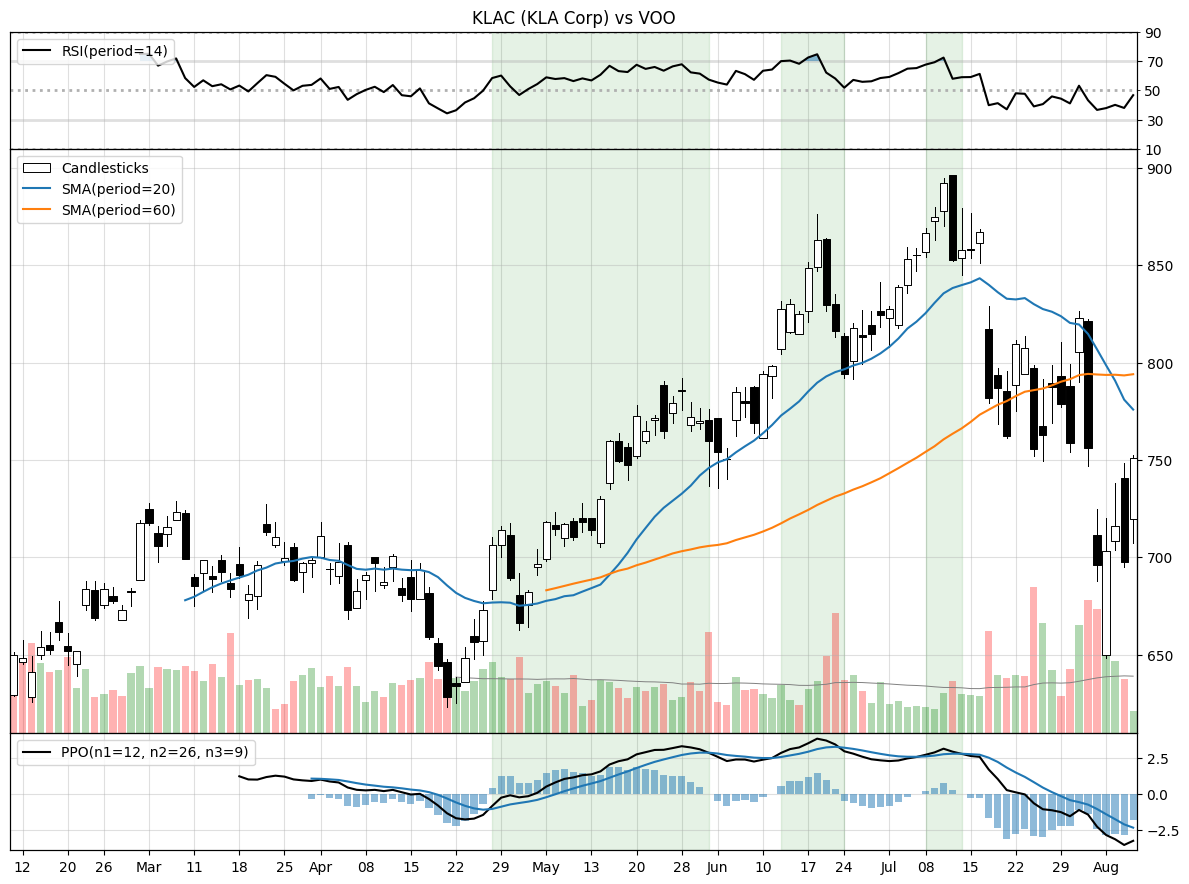 KLAC (KLA Corp) vs VOO
RSI(period=14)
90
70
50
30
10
Candlesticks
SMA(period=20)
SMA(period=60)
900
850
800
750
700
650
PPO(n1=12, n2=26, n3=9)
2.5
0.0
−2.5
12 20 26 Mar 11 18 25 Apr 08 15 22 29 May 13 20 28 Jun 10 17 24 Jul 08 15 22 29 Aug